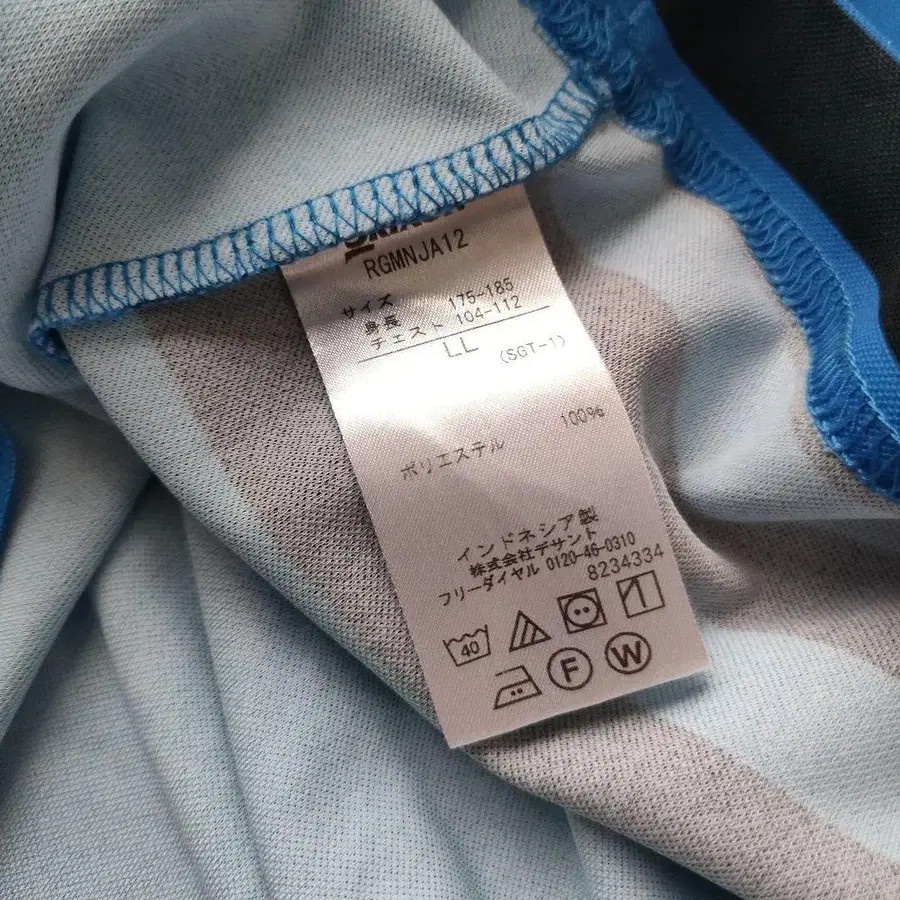 RGMNJA12
サイズ
身長 175~185
チェスト 104-112
LL (SGT-1)
ポリエステル 100%
インドネシア製
株式会社デサント
フリーダイヤル 0120-46-0310
8234334
40
F W